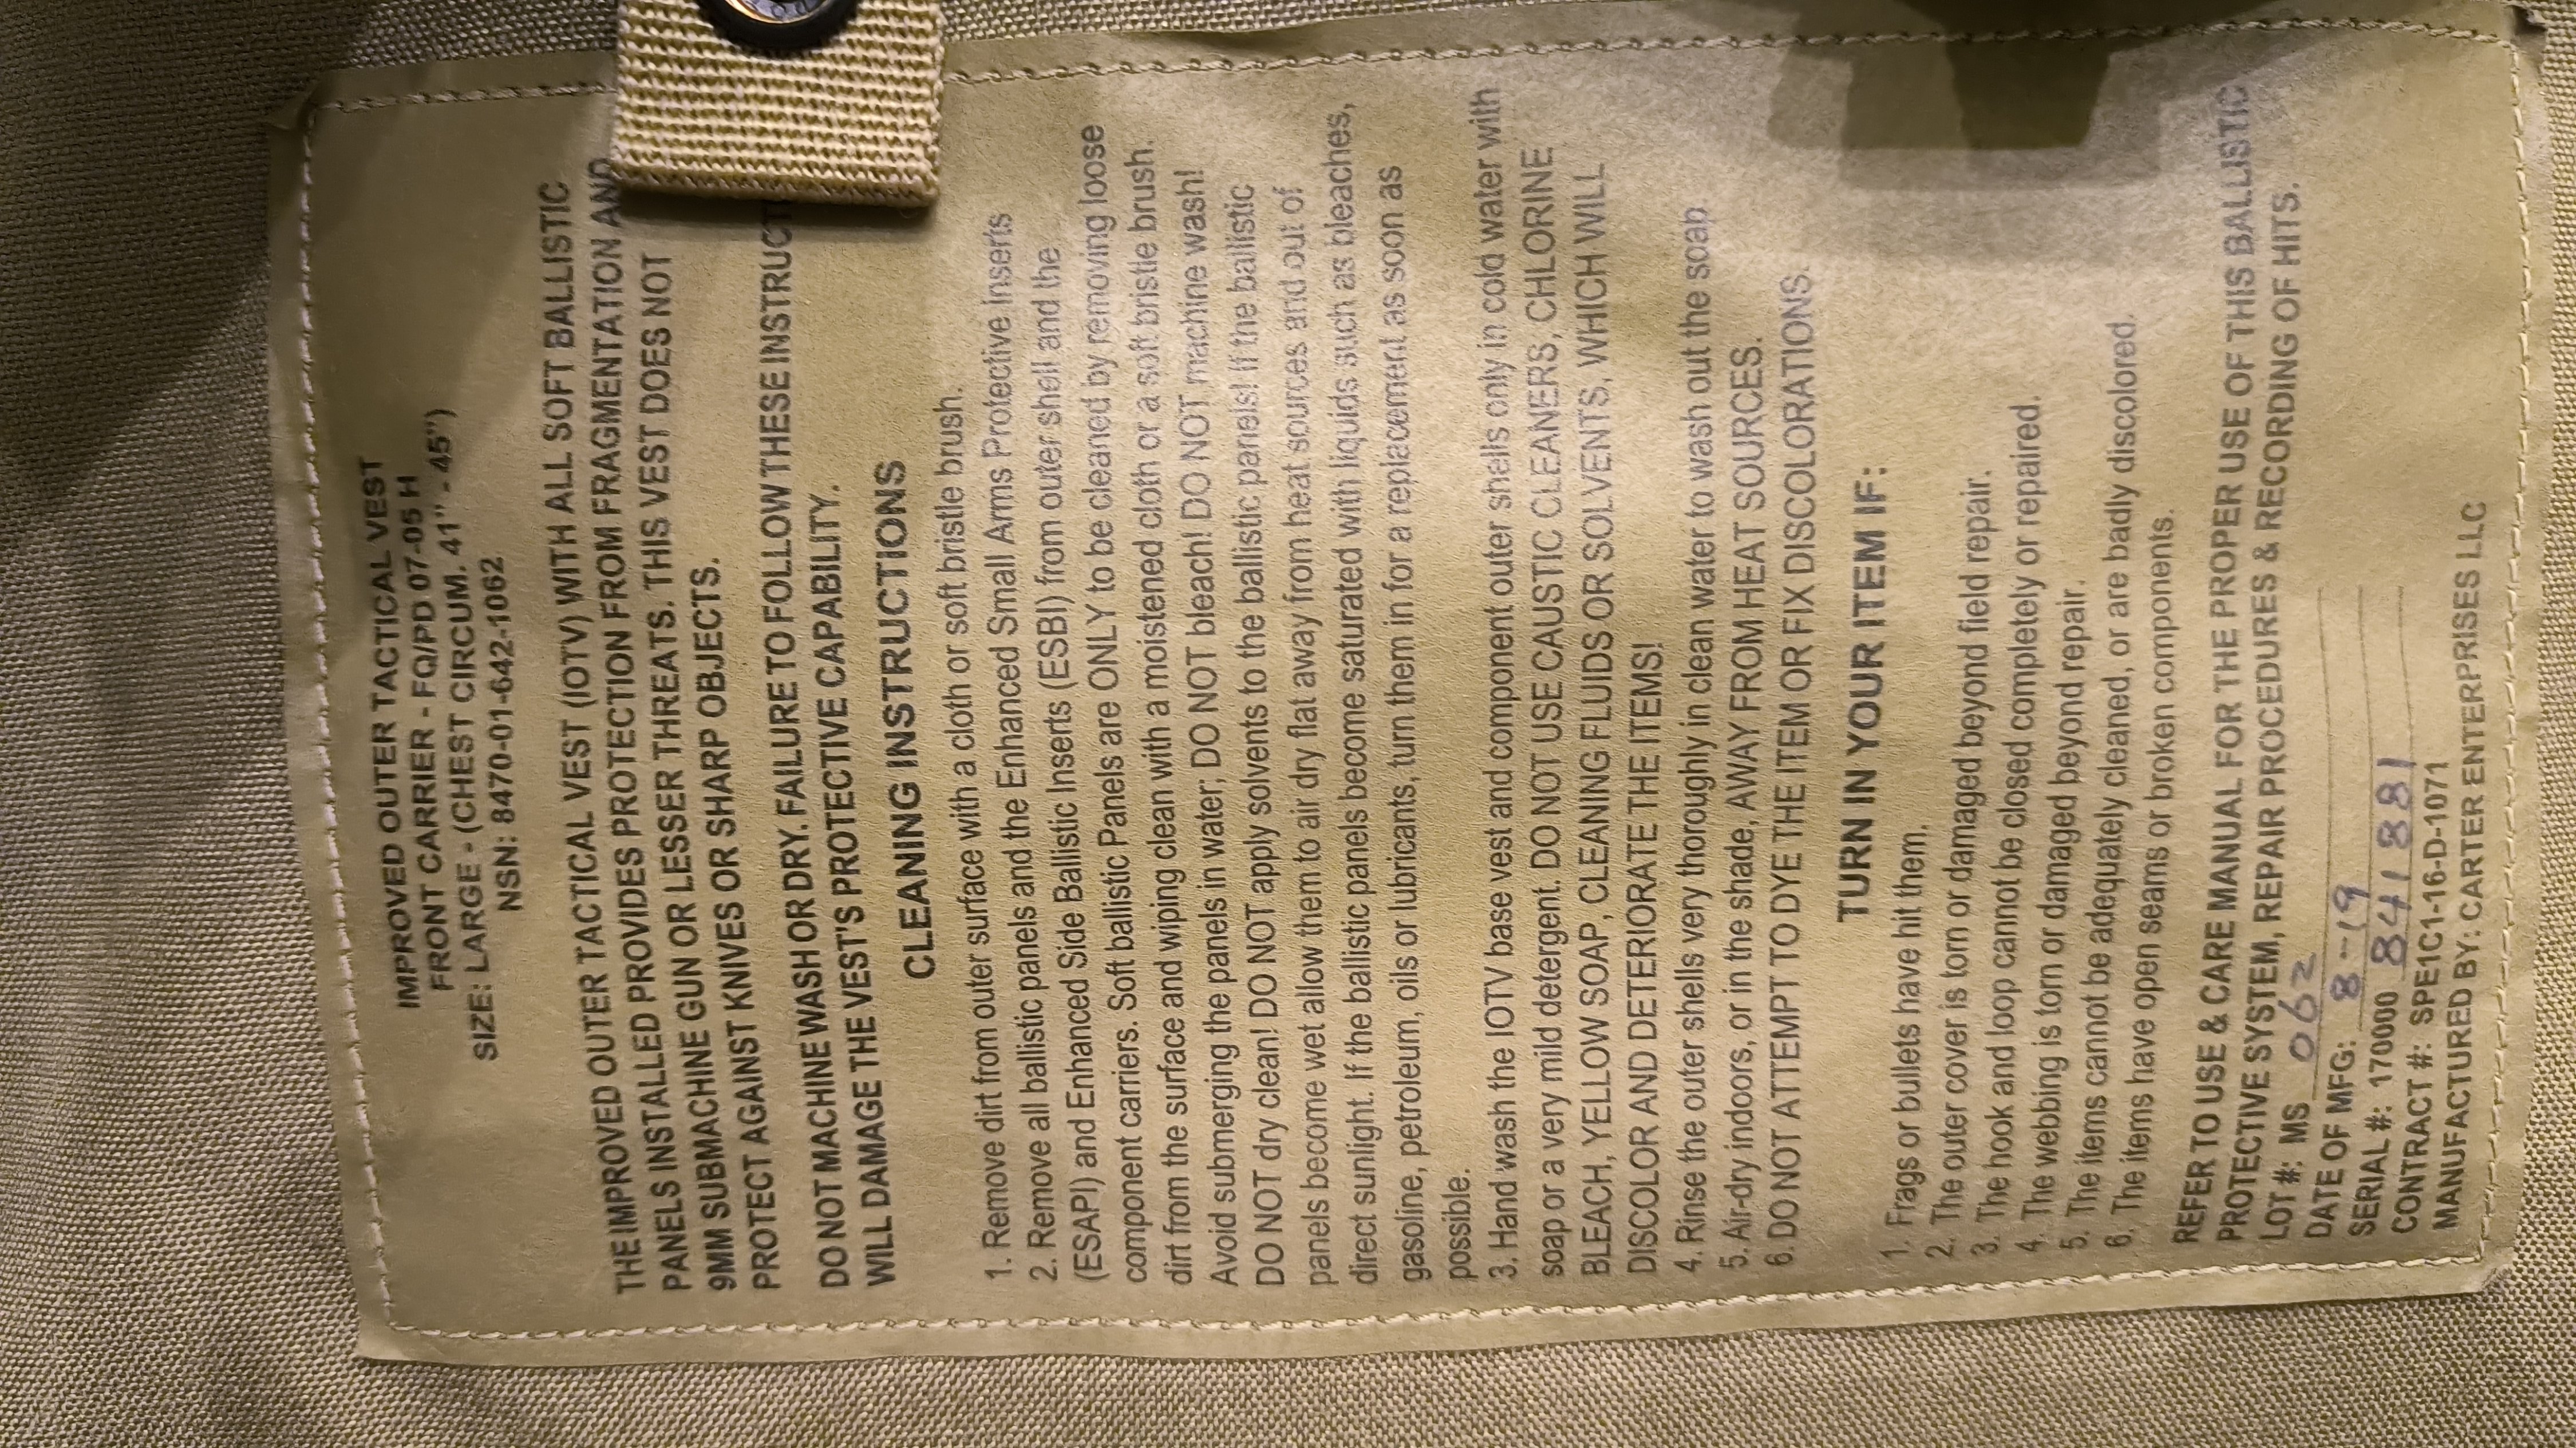 IMPROVED OUTER TACTICAL VEST
FRONT CARRIER - FQ/PD 07-05 H
SIZE: LARGE - (CHEST CIRCUM. 41" - 45")
NSN: 8470-01-642-1062
THE IMPROVED OUTER TACTICAL VEST (IOTV) WITH ALL SOFT BALLISTIC
PANELS INSTALLED PROVIDES PROTECTION FROM FRAGMENTATION AND
9MM SUBMACHINE GUN OR LESSER THREATS. THIS VEST DOES NOT
PROTECT AGAINST KNIVES OR SHARP OBJECTS.
DO NOT MACHINE WASH OR DRY. FAILURE TO FOLLOW THESE INSTRUCT
WILL DAMAGE THE VEST'S PROTECTIVE CAPABILITY.
CLEANING INSTRUCTIONS
1. Remove dirt from outer surface with a cloth or soft bristle brush.
2. Remove all ballistic panels and the Enhanced Small Arms Protective Inserts
(ESAPI) and Enhanced Side Ballistic Inserts (ESBI) from outer shell and the
component carriers. Soft ballistic Panels are ONLY to be cleaned by removing loose
dirt from the surface and wiping clean with a moistened cloth or a soft bristle brush.
Avoid submerging the panels in water; DO NOT bleach! DO NOT machine wash!
DO NOT dry clean! DO NOT apply solvents to the ballistic panels! If the ballistic
panels become wet allow them to air dry flat away from heat sources and out of
direct sunlight. If the ballistic panels become saturated with liquids such as bleaches,
gasoline, petroleum, oils or lubricants, turn them in for a replacement as soon as
possible.
3. Hand wash the IOTV base vest and component outer shells only in cold water with
soap or a very mild detergent. DO NOT USE CAUSTIC CLEANERS, CHLORINE
BLEACH, YELLOW SOAP, CLEANING FLUIDS OR SOLVENTS, WHICH WILL
DISCOLOR AND DETERIORATE THE ITEMS!
4. Rinse the outer shells very thoroughly in clean water to wash out the soap.
5. Air-dry indoors, or in the shade, AWAY FROM HEAT SOURCES.
6. DO NOT ATTEMPT TO DYE THE ITEM OR FIX DISCOLORATIONS.
TURN IN YOUR ITEM IF:
1. Frags or bullets have hit them.
2. The outer cover is torn or damaged beyond field repair.
3. The hook and loop cannot be closed completely or repaired.
4. The webbing is torn or damaged beyond repair.
5. The items cannot be adequately cleaned, or are badly discolored.
6. The items have open seams or broken components.
REFER TO USE & CARE MANUAL FOR THE PROPER USE OF THIS BALLISTIC
PROTECTIVE SYSTEM, REPAIR PROCEDURES & RECORDING OF HITS.
LOT #: MS 062
DATE OF MFG: 8-19
SERIAL #: 170000 841881
CONTRACT #: SPE1C1-16-D-1071
MANUFACTURED BY: CARTER ENTERPRISES LLC